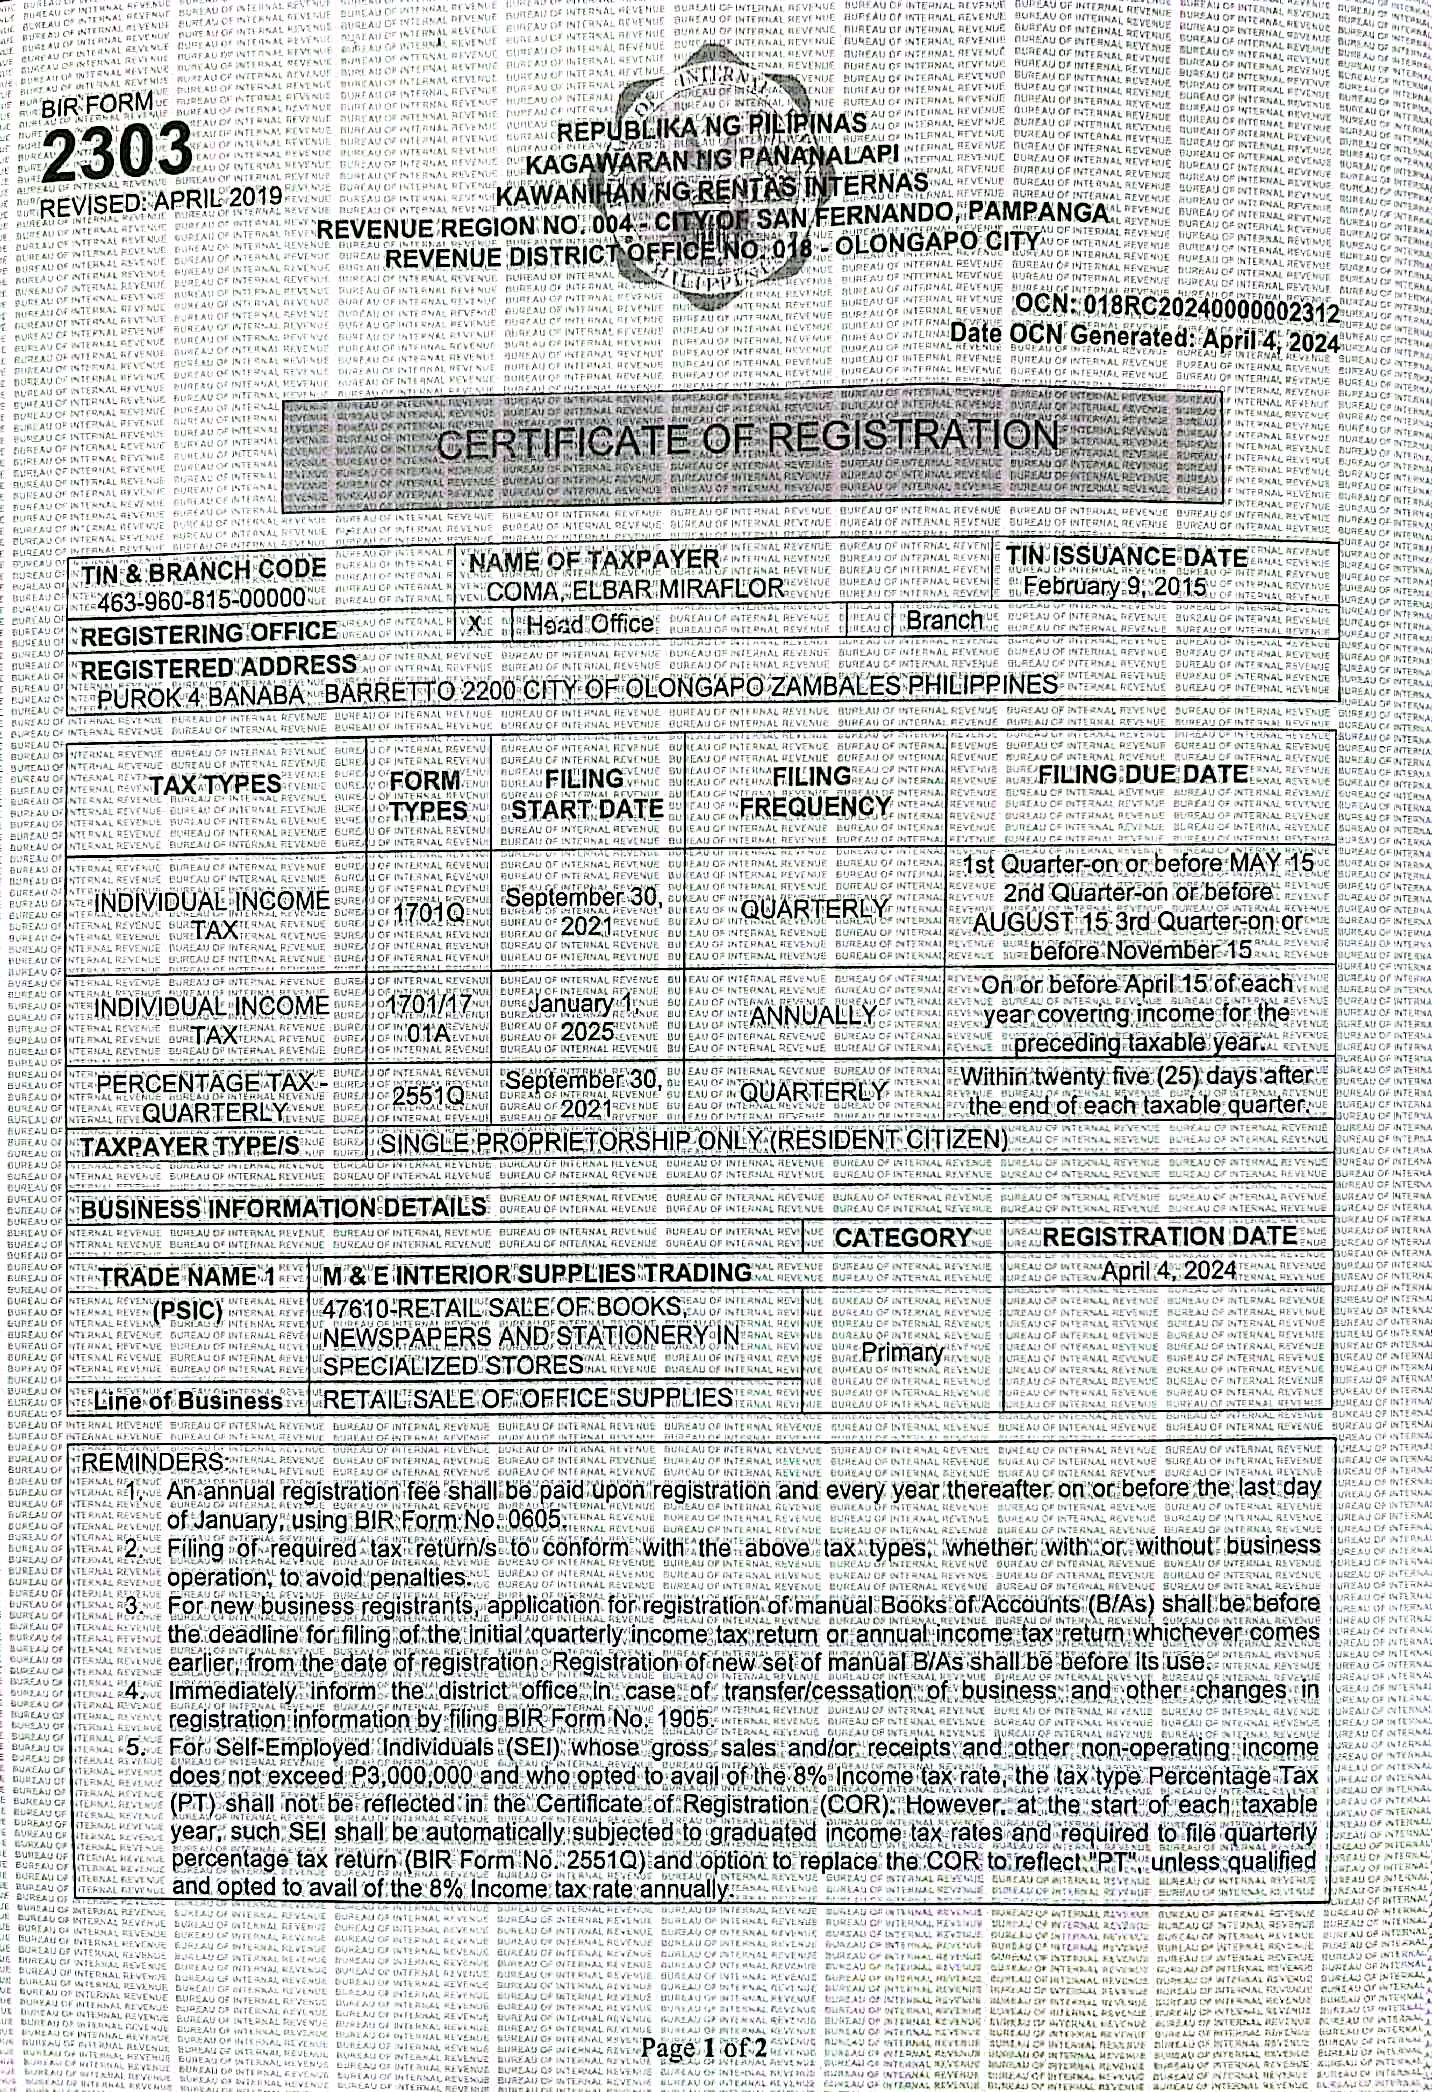 BIR FORM
2303
REVISED: APRIL 2019
REPUBLIKA NG PILIPINAS
KAGAWARAN NG PANANALAPI
KAWANIHAN NG RENTAS INTERNAS
REVENUE REGION NO. 004 - CITY OF SAN FERNANDO, PAMPANGA
REVENUE DISTRICT OFFICE NO. 018 - OLONGAPO CITY
OCN: 018RC20240000002312
Date OCN Generated: April 4, 2024
CERTIFICATE OF REGISTRATION
TIN & BRANCH CODE
463-960-815-00000
NAME OF TAXPAYER
COMA, ELBAR MIRAFLOR
TIN ISSUANCE DATE
February 9, 2015
REGISTERING OFFICE X Head Office Branch
REGISTERED ADDRESS
PUROK 4 BANABA BARRETTO 2200 CITY OF OLONGAPO ZAMBALES PHILIPPINES
TAX TYPES
FORM
TYPES
FILING
START DATE
FILING
FREQUENCY
FILING DUE DATE
INDIVIDUAL INCOME
TAX
1701Q
September 30,
2021
QUARTERLY
1st Quarter-on or before MAY 15
2nd Quarter-on or before
AUGUST 15 3rd Quarter-on or
before November 15
INDIVIDUAL INCOME
TAX
1701/17
01A
January 1,
2025
ANNUALLY
On or before April 15 of each
year covering income for the
preceding taxable year.
PERCENTAGE TAX -
QUARTERLY
2551Q
September 30,
2021
QUARTERLY
Within twenty five (25) days after
the end of each taxable quarter.
TAXPAYER TYPE/S SINGLE PROPRIETORSHIP ONLY (RESIDENT CITIZEN)
BUSINESS INFORMATION DETAILS
CATEGORY REGISTRATION DATE
TRADE NAME 1 M & E INTERIOR SUPPLIES TRADING April 4, 2024
(PSIC) 47610-RETAIL SALE OF BOOKS,
NEWSPAPERS AND STATIONERY IN
SPECIALIZED STORES
Primary
Line of Business RETAIL SALE OF OFFICE SUPPLIES
REMINDERS:
1. An annual registration fee shall be paid upon registration and every year thereafter on or before the last day
of January, using BIR Form No. 0605.
2. Filing of required tax return/s to conform with the above tax types, whether with or without business
operation, to avoid penalties.
3. For new business registrants, application for registration of manual Books of Accounts (B/As) shall be before
the deadline for filing of the initial quarterly income tax return or annual income tax return whichever comes
earlier, from the date of registration. Registration of new set of manual B/As shall be before its use.
4. Immediately inform the district office in case of transfer/cessation of business and other changes in
registration information by filing BIR Form No. 1905.
5. For Self-Employed Individuals (SEI) whose gross sales and/or receipts and other non-operating income
does not exceed P3,000,000 and who opted to avail of the 8% Income tax rate, the tax type Percentage Tax
(PT) shall not be reflected in the Certificate of Registration (COR). However, at the start of each taxable
year, such SEI shall be automatically subjected to graduated income tax rates and required to file quarterly
percentage tax return (BIR Form No. 2551Q) and option to replace the COR to reflect "PT", unless qualified
and opted to avail of the 8% Income tax rate annually.
Page 1 of 2